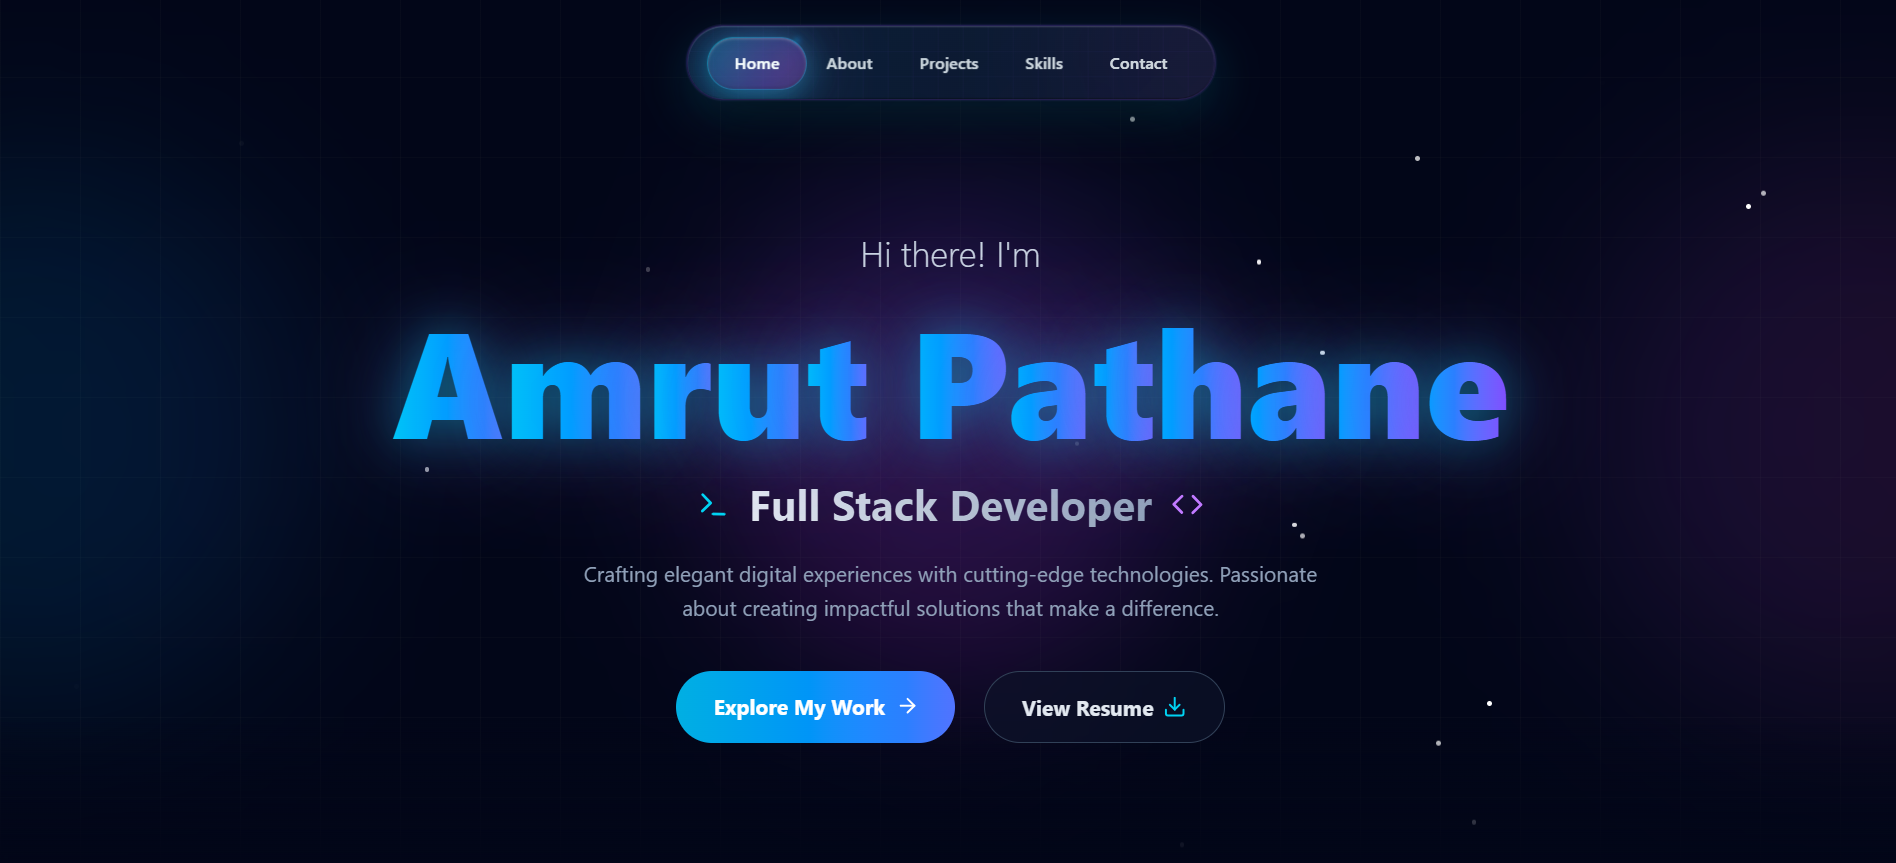 Home About Projects Skills Contact
Hi there! I'm
Amrut Pathane
Full Stack Developer
Crafting elegant digital experiences with cutting-edge technologies. Passionate
about creating impactful solutions that make a difference.
Explore My Work View Resume